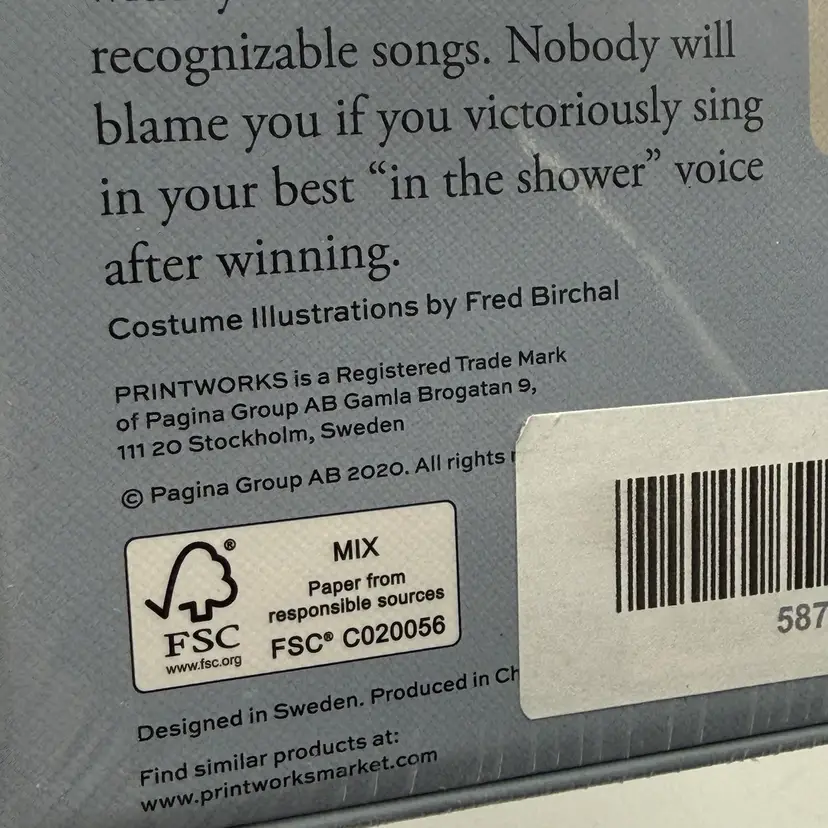 recognizable songs. Nobody will
blame you if you victoriously sing
in your best “in the shower” voice
after winning.
Costume Illustrations by Fred Birchal
PRINTWORKS is a Registered Trade Mark
of Pagina Group AB Gamla Brogatan 9,
111 20 Stockholm, Sweden
© Pagina Group AB 2020. All rights
FSC®
www.fsc.org
MIX
Paper from
responsible sources
FSC® C020056
587
Designed in Sweden. Produced in
Find similar products at:
www.printworksmarket.com